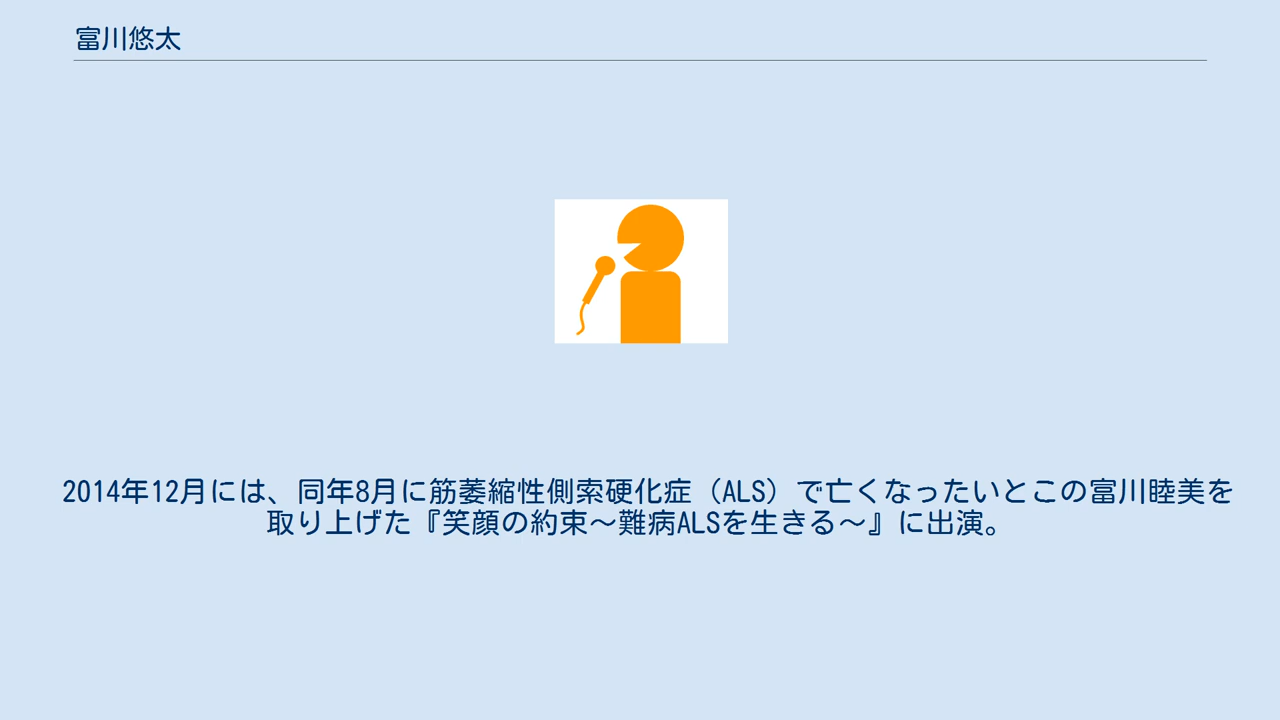 富川悠太
2014年12月には、同年8月に筋萎縮性側索硬化症（ALS）で亡くなったいとこの富川睦美を
取り上げた『笑顔の約束～難病ALSを生きる～』に出演。